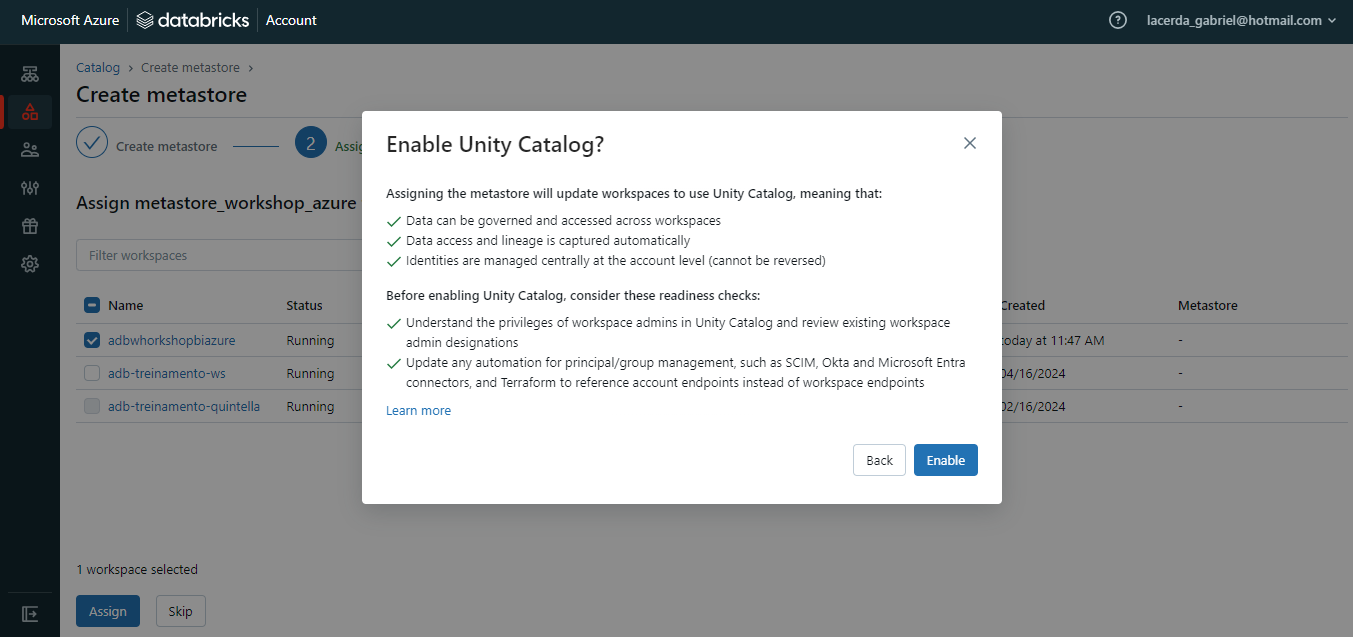 Microsoft Azure databricks Account
? lacerda_gabriel@hotmail.com
Catalog > Create metastore >
Create metastore
Create metastore 2 Assig
Assign metastore_workshop_azure
Filter workspaces
Name Status Created Metastore
adbwhorkshopbiazure Running today at 11:47 AM -
adb-treinamento-ws Running 04/16/2024 -
adb-treinamento-quintella Running 02/16/2024 -
1 workspace selected
Assign Skip
Enable Unity Catalog?
Assigning the metastore will update workspaces to use Unity Catalog, meaning that:
Data can be governed and accessed across workspaces
Data access and lineage is captured automatically
Identities are managed centrally at the account level (cannot be reversed)
Before enabling Unity Catalog, consider these readiness checks:
Understand the privileges of workspace admins in Unity Catalog and review existing workspace
admin designations
Update any automation for principal/group management, such as SCIM, Okta and Microsoft Entra
connectors, and Terraform to reference account endpoints instead of workspace endpoints
Learn more
Back Enable